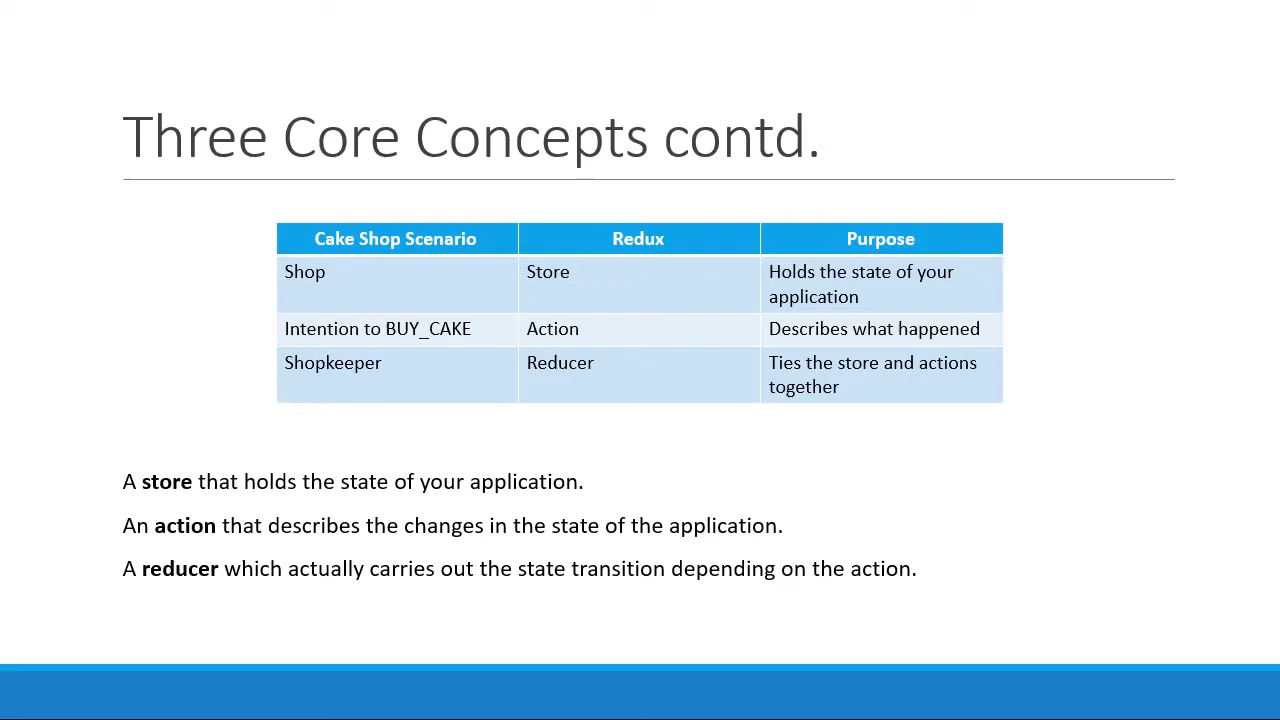 Three Core Concepts contd.
Cake Shop Scenario Redux Purpose
Shop Store Holds the state of your
application
Intention to BUY_CAKE Action Describes what happened
Shopkeeper Reducer Ties the store and actions
together
A store that holds the state of your application.
An action that describes the changes in the state of the application.
A reducer which actually carries out the state transition depending on the action.